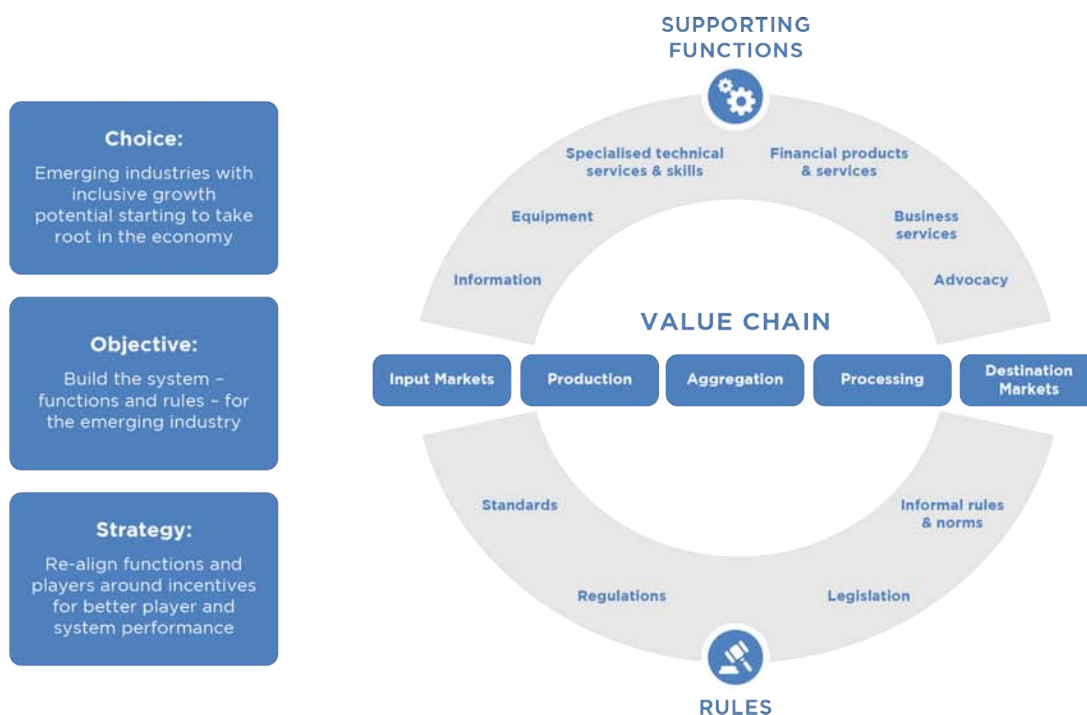 Choice:
Emerging industries with
inclusive growth
potential starting to take
root in the economy
Objective:
Build the system –
functions and rules – for
the emerging industry
Strategy:
Re-align functions and
players around incentives
for better player and
system performance
SUPPORTING
FUNCTIONS
Specialised technical
services & skills
Financial products
& services
Equipment
Business
services
Information
Advocacy
VALUE CHAIN
Input Markets
Production
Aggregation
Processing
Destination
Markets
Standards
Informal rules
& norms
Regulations
Legislation
RULES